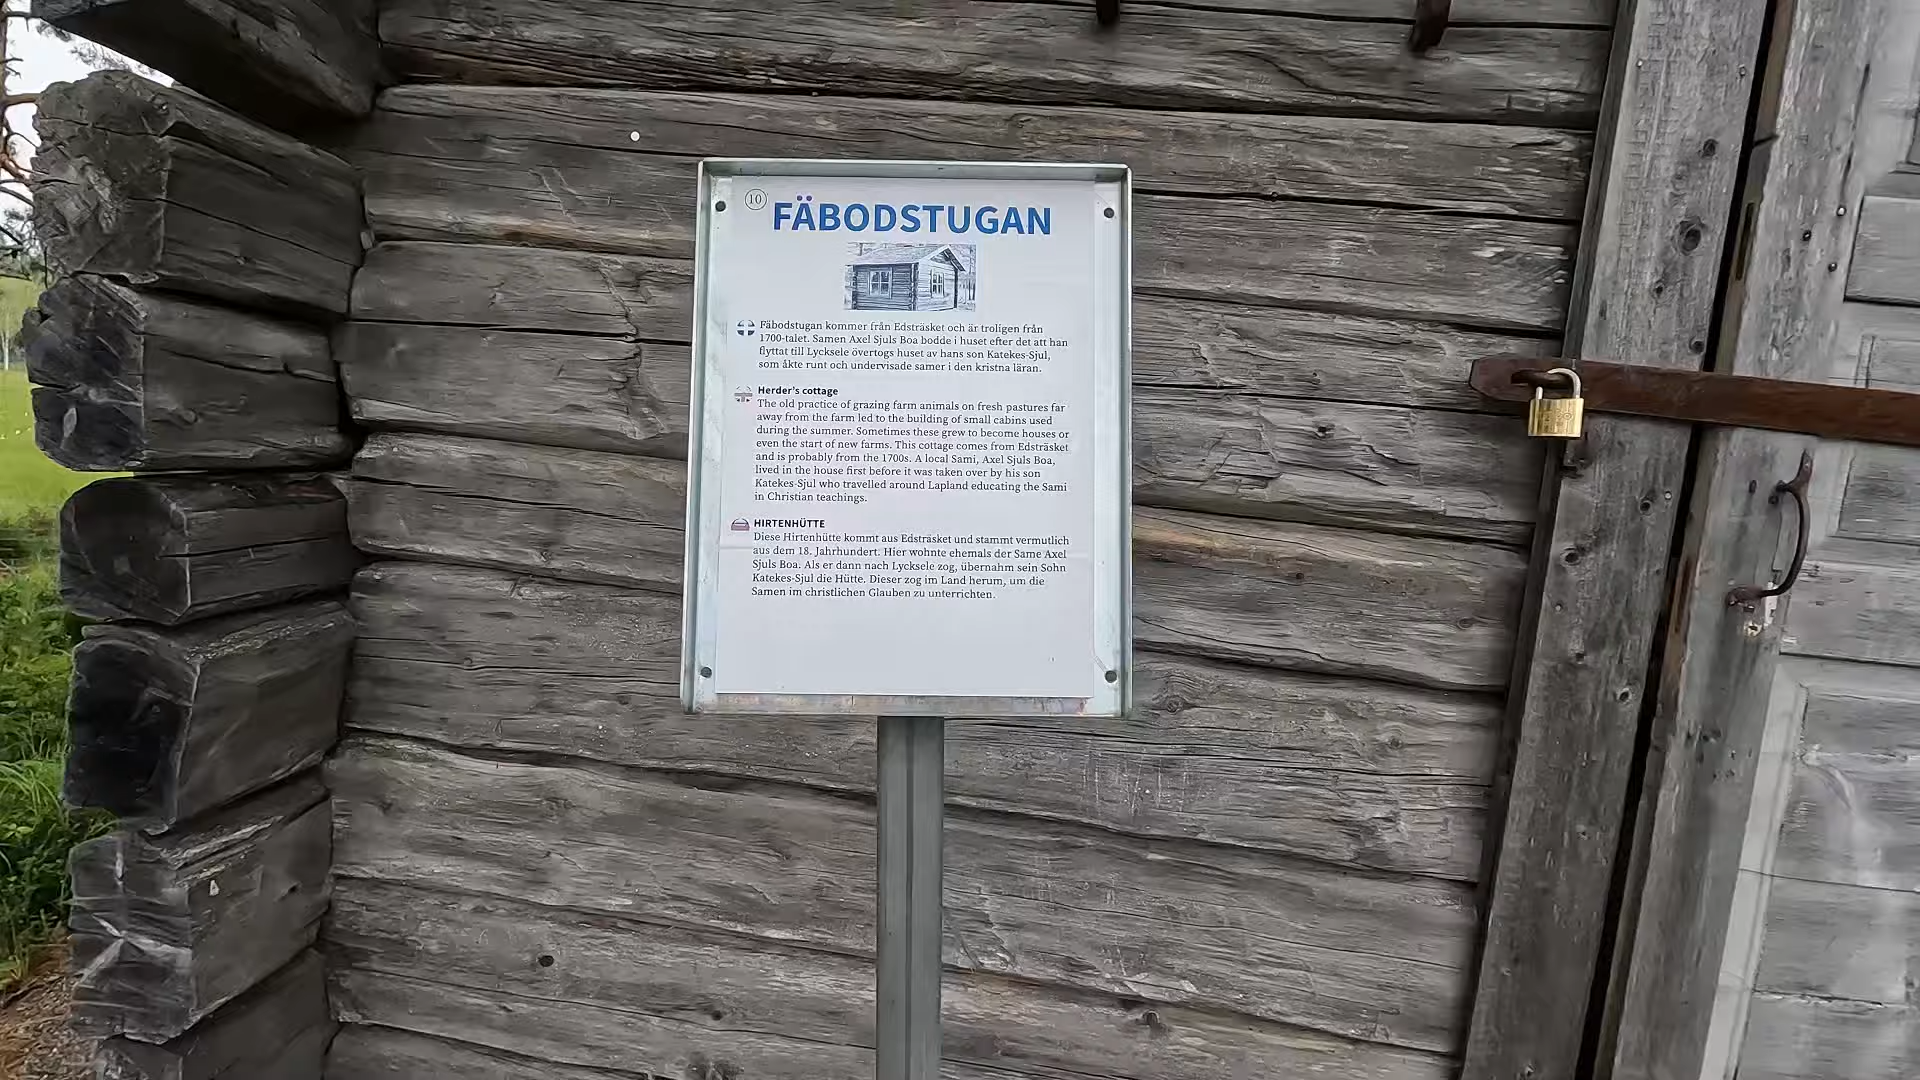 10
FÄBODSTUGAN
Fäbodstugan kommer från Edsträsket och är troligen från
1700-talet. Samen Axel Sjuls Boa bodde i huset efter det att han
flyttat till Lycksele övertogs huset av hans son Katekes-Sjul,
som åkte runt och undervisade samer i den kristna läran.
Herder's cottage
The old practice of grazing farm animals on fresh pastures far
away from the farm led to the building of small cabins used
during the summer. Sometimes these grew to become houses or
even the start of new farms. This cottage comes from Edsträsket
and is probably from the 1700s. A local Sami, Axel Sjuls Boa,
lived in the house first before it was taken over by his son
Katekes-Sjul who travelled around Lapland educating the Sami
in Christian teachings.
HIRTENHÜTTE
Diese Hirtenhütte kommt aus Edsträsket und stammt vermutlich
aus dem 18. Jahrhundert. Hier wohnte ehemals der Same Axel
Sjuls Boa. Als er dann nach Lycksele zog, übernahm sein Sohn
Katekes-Sjul die Hütte. Dieser zog im Land herum, um die
Samen im christlichen Glauben zu unterrichten.